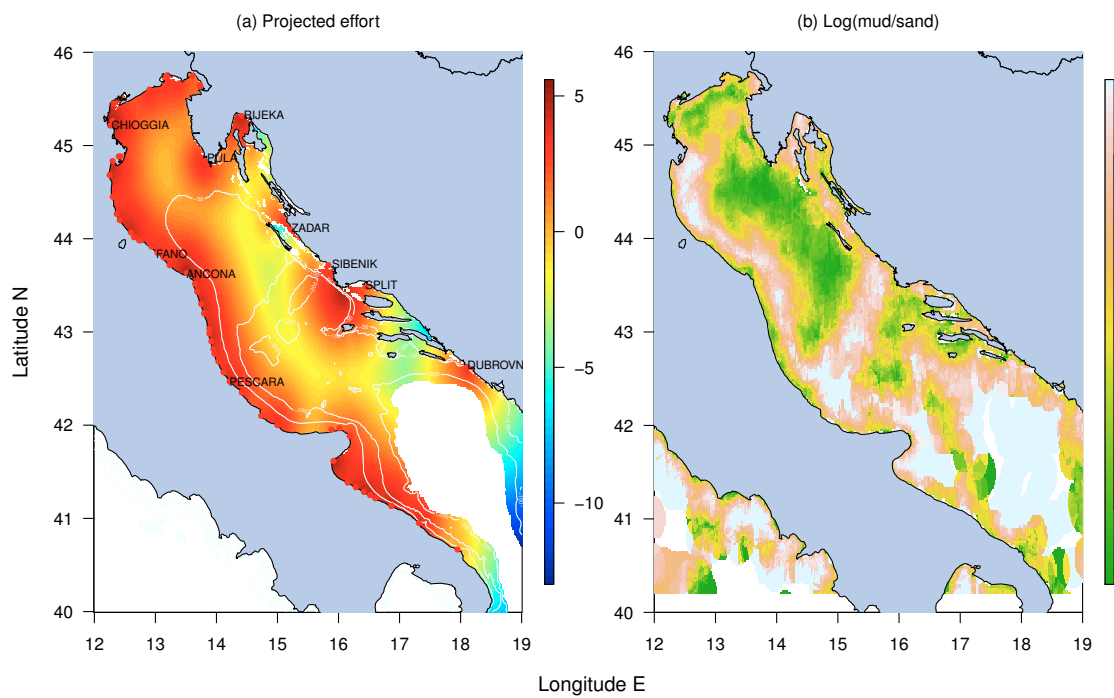 (a) Projected effort
(b) Log(mud/sand)
46
45
44
43
42
41
40
12
13
14
15
16
17
18
19
5
0
−5
−10
46
45
44
43
42
41
40
12
13
14
15
16
17
18
19
Latitude N
Longitude E
CHIOGGIA
RIJEKA
PULA
ZADAR
FANO
ANCONA
SIBENIK
SPLIT
PESCARA
DUBROVN